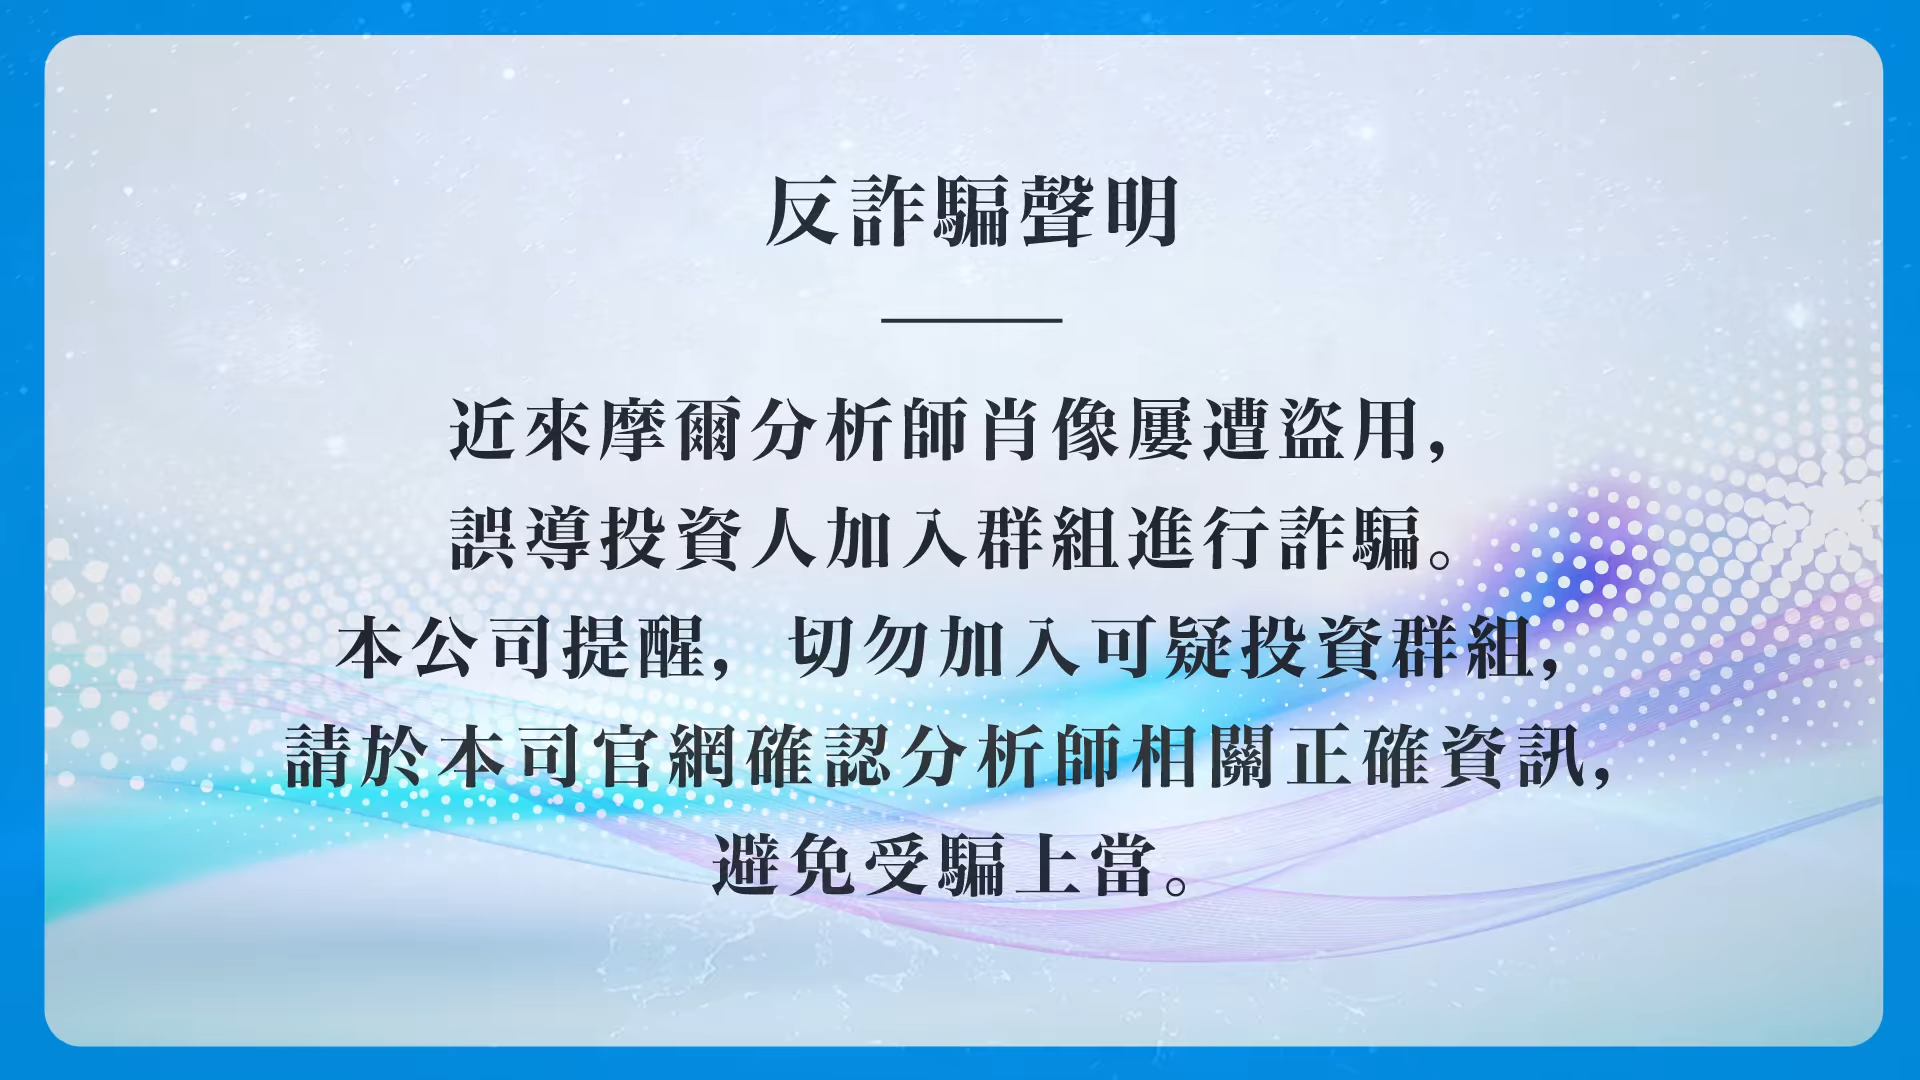 反詐騙聲明
近來摩爾分析師肖像屢遭盜用，
誤導投資人加入群組進行詐騙。
本公司提醒，切勿加入可疑投資群組，
請於本司官網確認分析師相關正確資訊，
避免受騙上當。